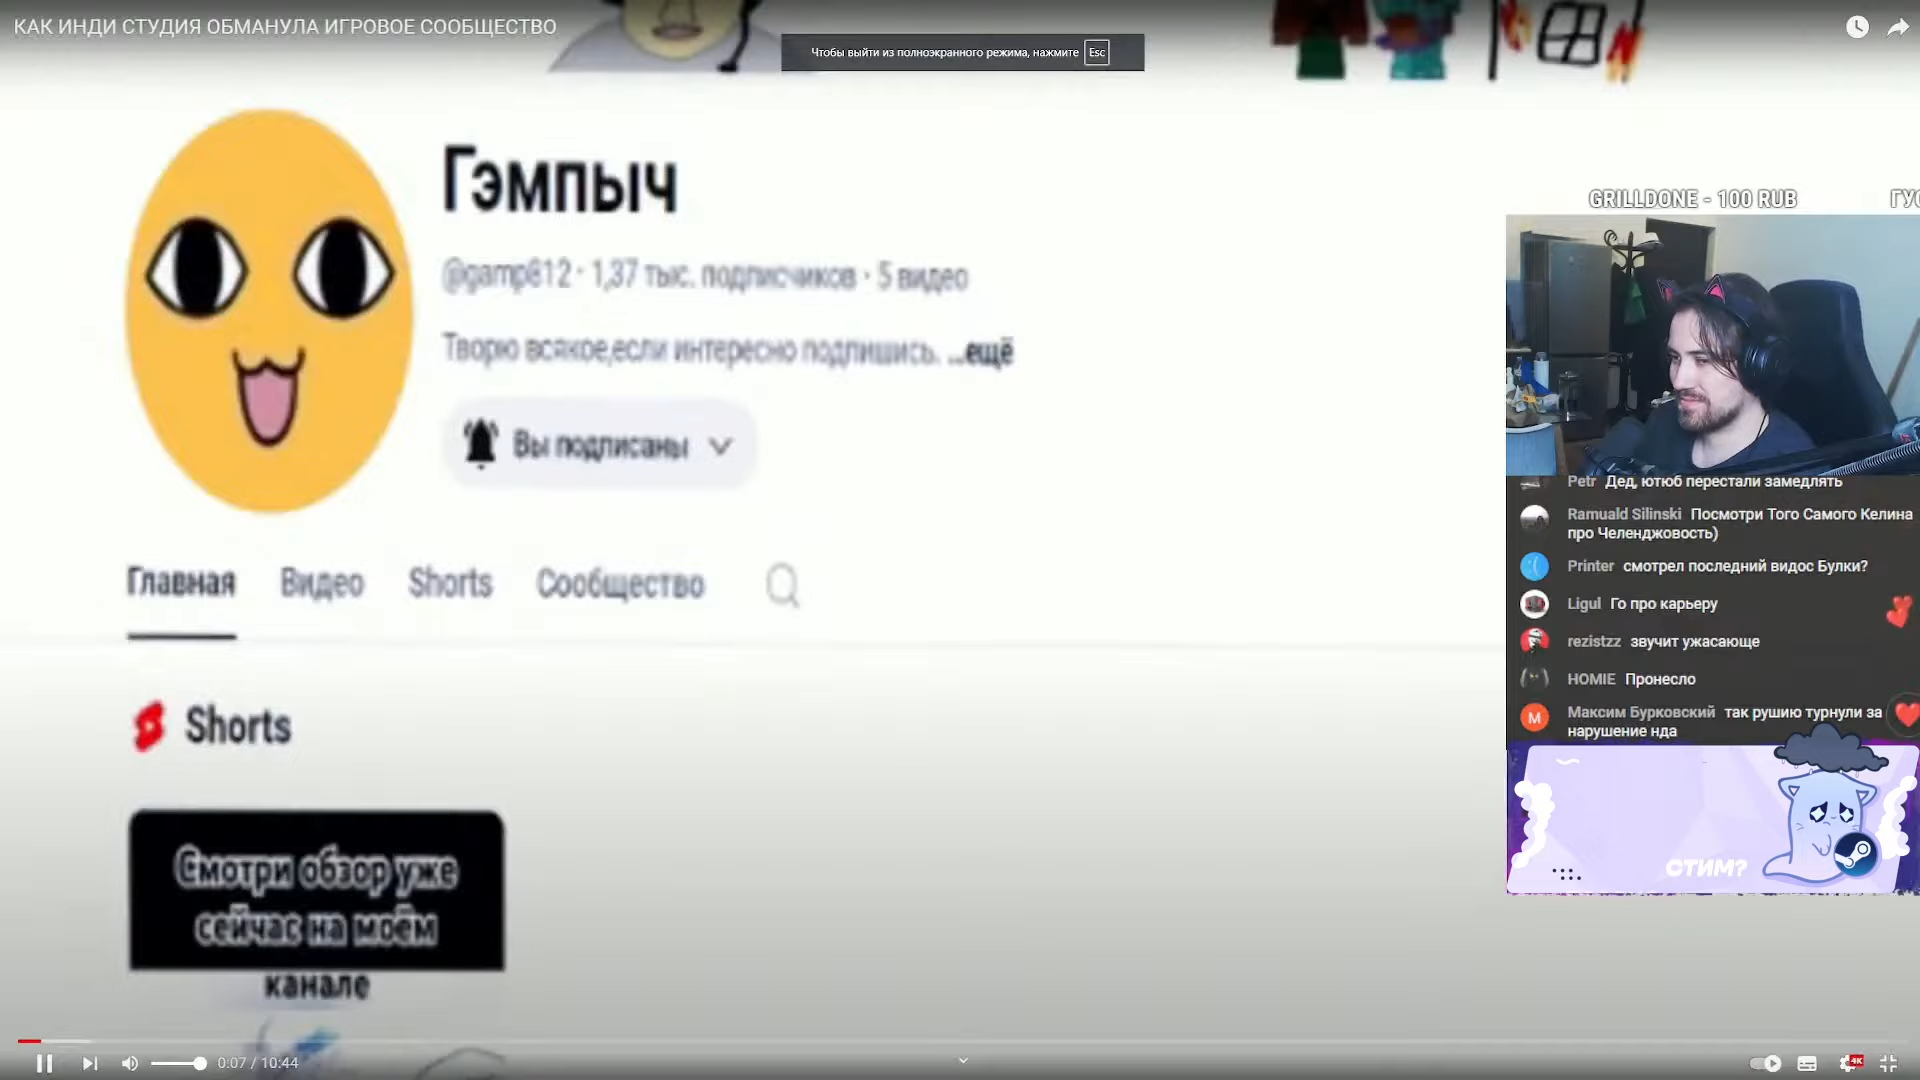 КАК ИНДИ СТУДИЯ ОБМАНУЛА ИГРОВОЕ СООБЩЕСТВО
Чтобы выйти из полноэкранного режима, нажмите Esc
Гэмпыч
@gamp812 · 1,37 тыс. подписчиков · 5 видео
Творю всякое,если интересно подпишись. ...ещё
Вы подписаны
Главная Видео Shorts Сообщество
Shorts
Смотри обзор уже
сейчас на моём
канале
GRILLDONE - 100 RUB ГУС
Petr Дед, ютюб перестали замедлять
Ramuald Silinski Посмотри Того Самого Келина
про Челенджовость)
Printer смотрел последний видос Булки?
Ligul Го про карьеру
rezistzz звучит ужасающе
HOMIE Пронесло
М Максим Бурковский так рушию турнули за
нарушение нда
СТИМ?
0:07 / 10:44
4K